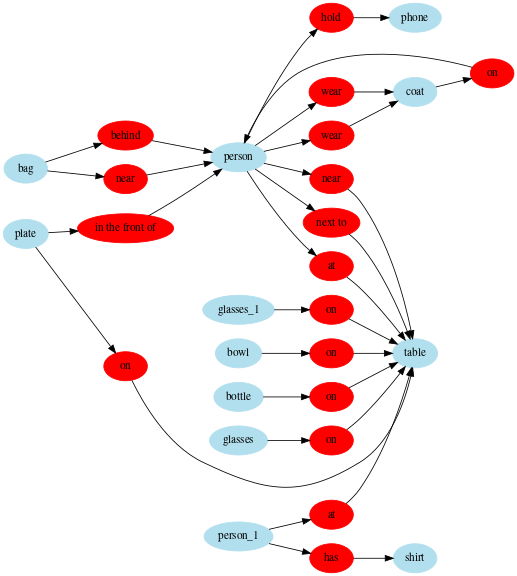 hold
phone
on
wear
coat
behind
wear
person
bag
near
near
next to
in the front of
plate
at
glasses_1
on
bowl
on
table
on
bottle
on
glasses
on
at
person_1
has
shirt